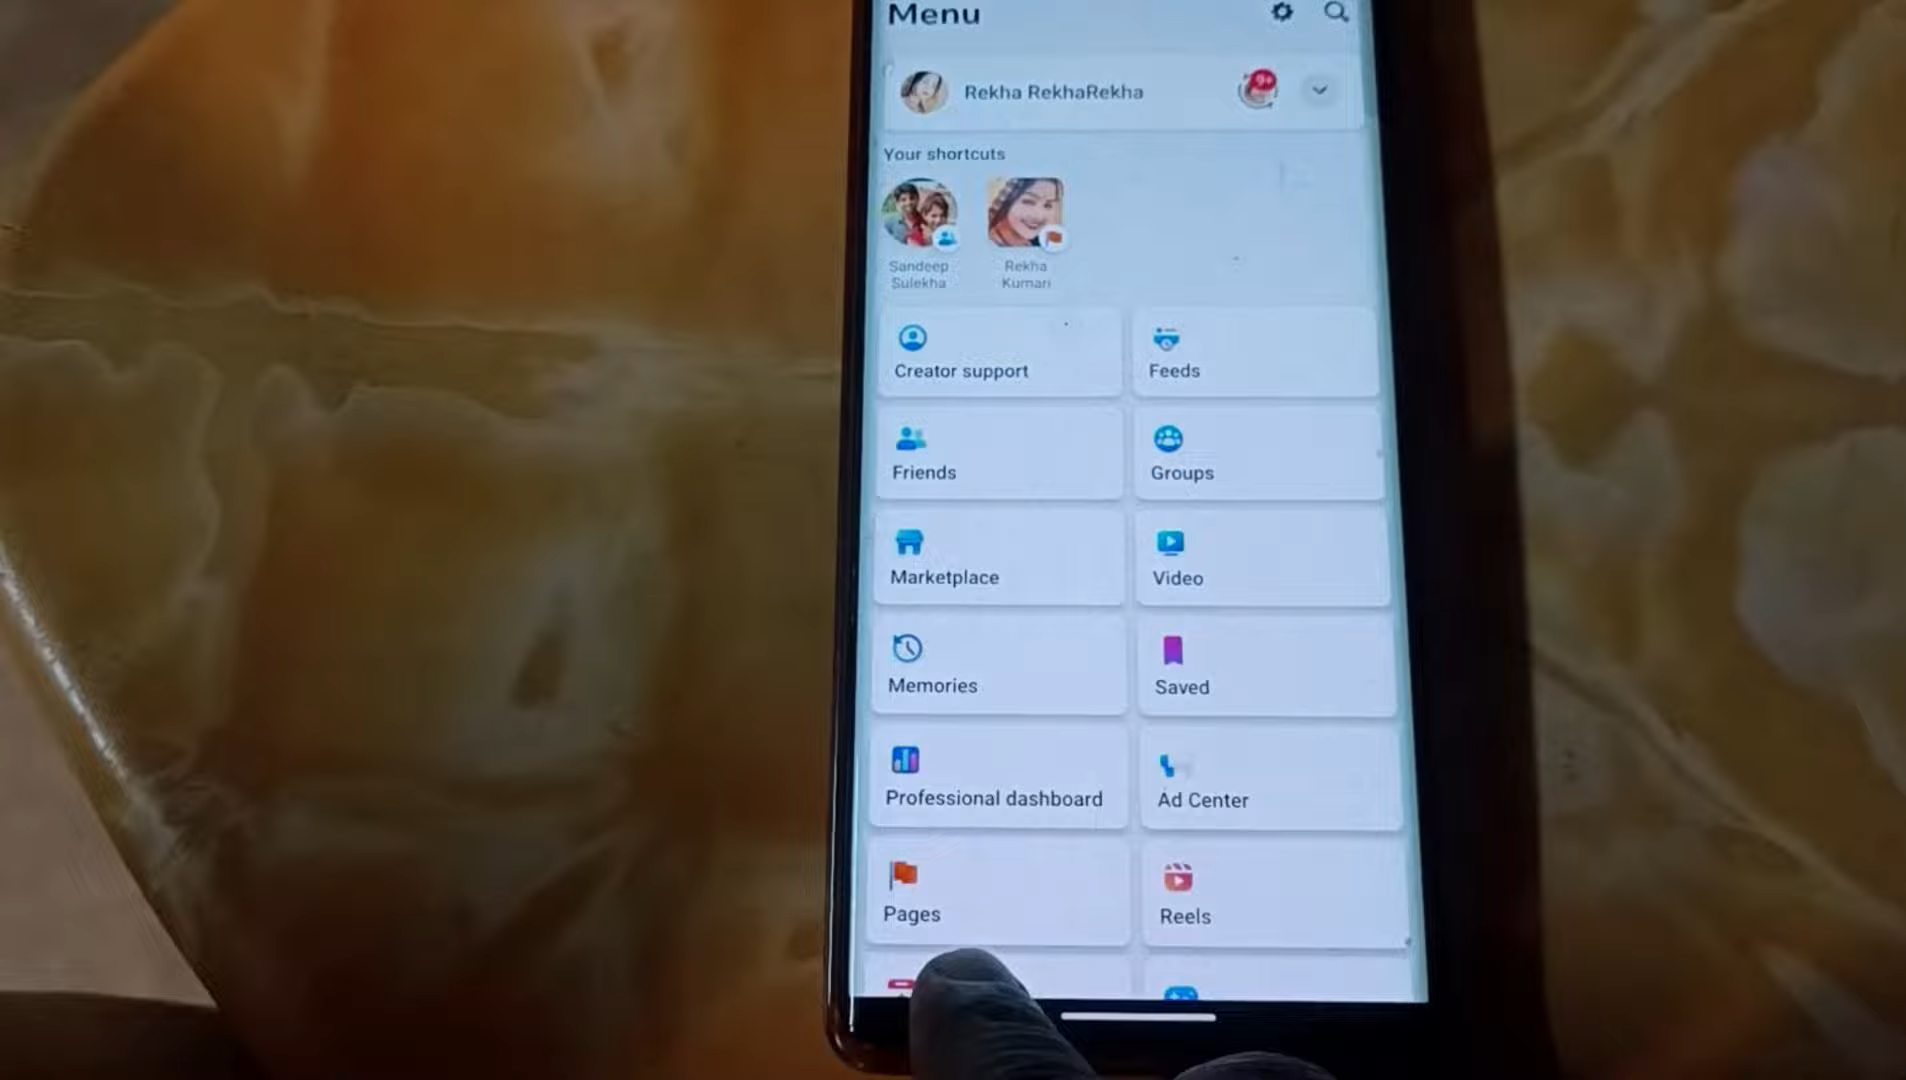 Menu
Rekha RekhaRekha
9+
Your shortcuts
Sandeep
Sulekha
Rekha
Kumari
Creator support
Feeds
Friends
Groups
Marketplace
Video
Memories
Saved
Professional dashboard
Ad Center
Pages
Reels